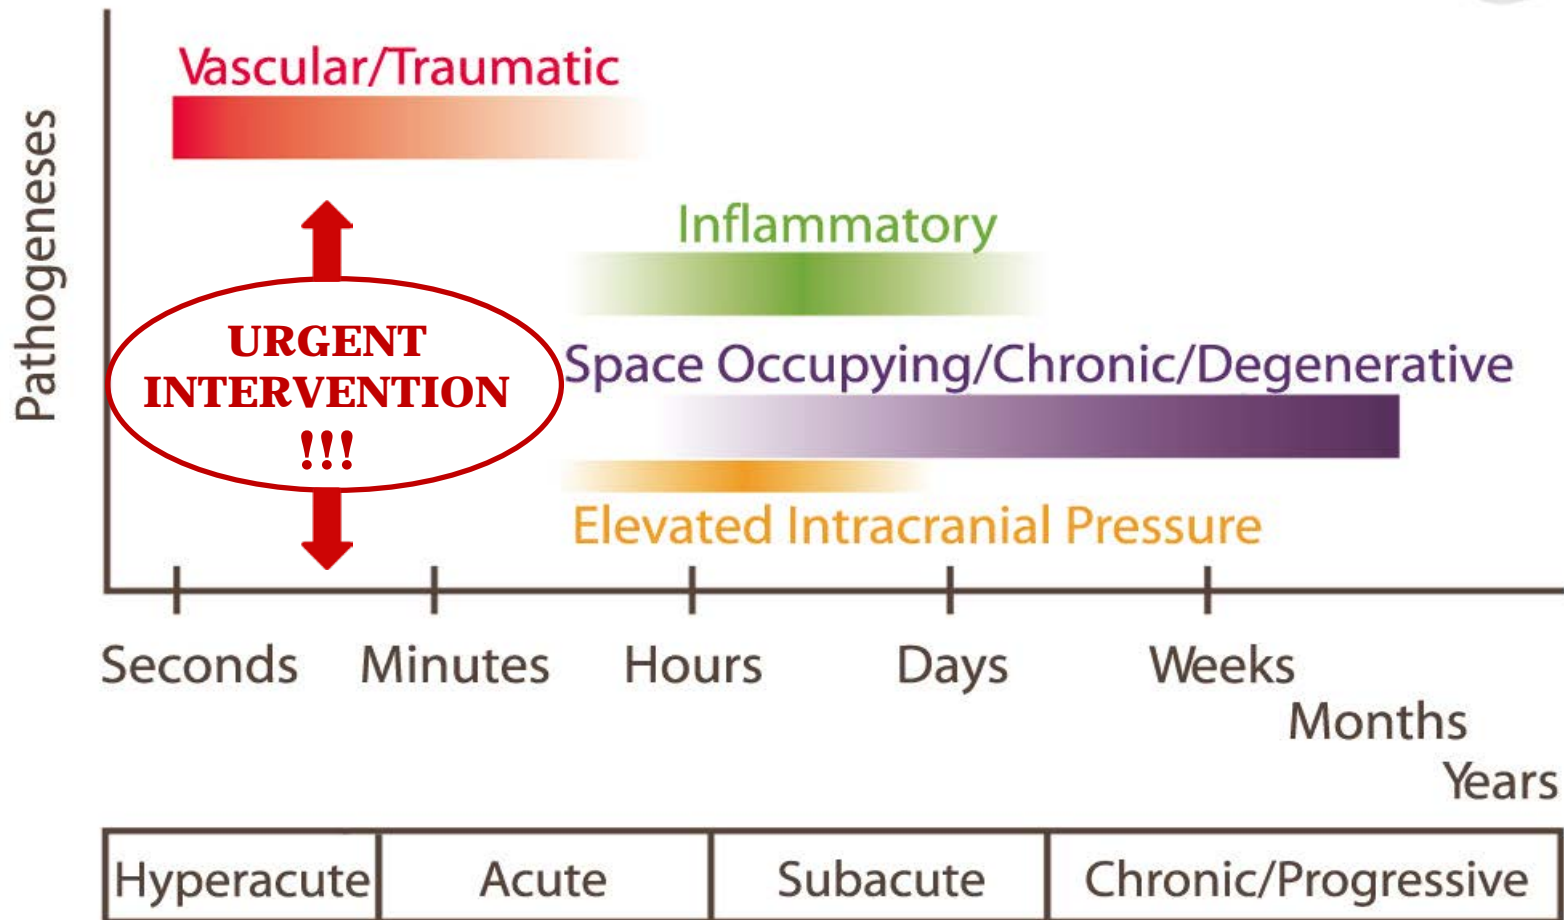 Pathogeneses
Vascular/Traumatic
Inflammatory
URGENT
INTERVENTION
!!!
Space Occupying/Chronic/Degenerative
Elevated Intracranial Pressure
Seconds Minutes Hours Days Weeks
Months
Years
Hyperacute Acute Subacute Chronic/Progressive